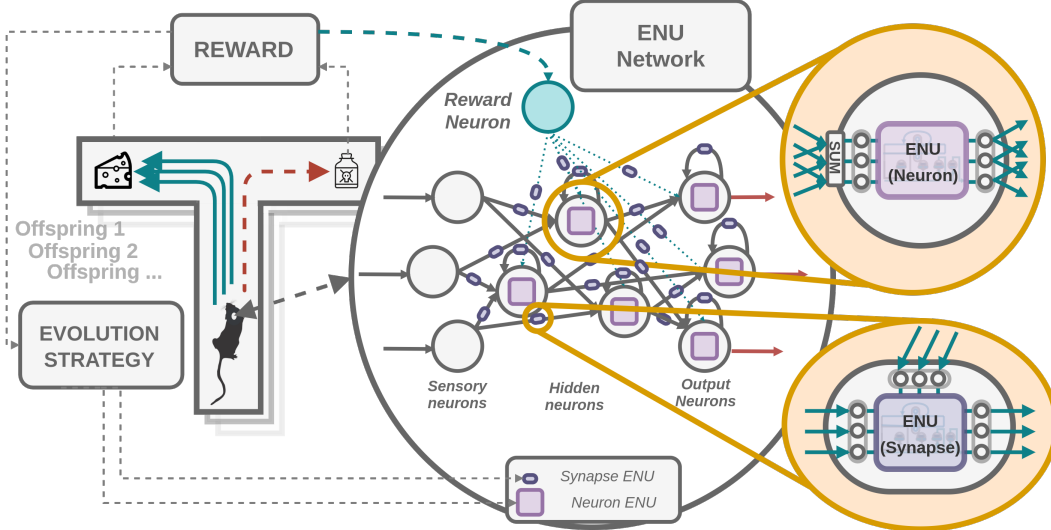 REWARD
ENU
Network
Reward
Neuron
SUM
ENU
(Neuron)
Offspring 1
Offspring 2
Offspring ...
EVOLUTION
STRATEGY
Sensory
neurons
Hidden
neurons
Output
Neurons
ENU
(Synapse)
Synapse ENU
Neuron ENU